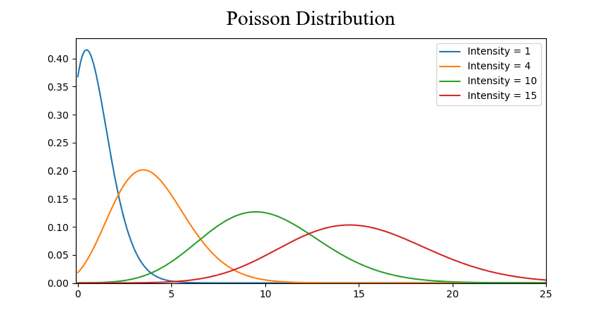 Poisson Distribution
Intensity = 1
Intensity = 4
Intensity = 10
Intensity = 15
0.40
0.35
0.30
0.25
0.20
0.15
0.10
0.05
0.00
0 5 10 15 20 25